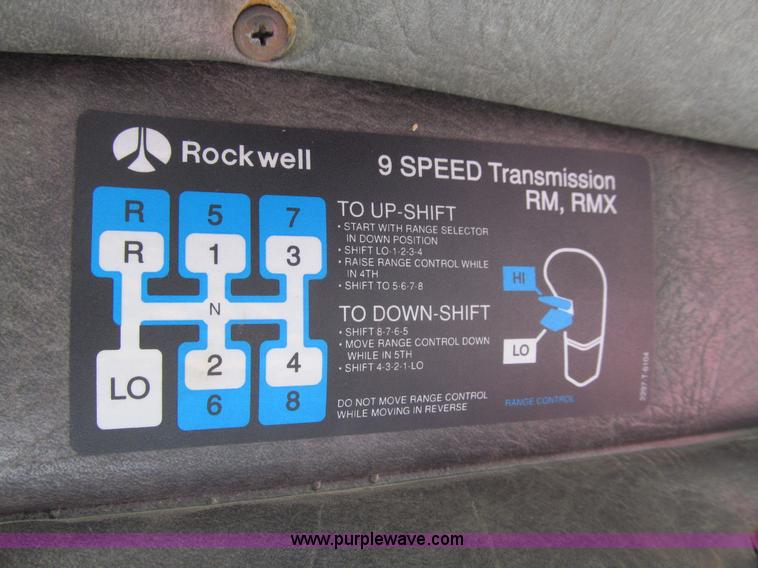 Rockwell
9 SPEED Transmission
RM, RMX
R 5 7
R 1 3
N
LO 2 4
6 8
TO UP-SHIFT
• START WITH RANGE SELECTOR
IN DOWN POSITION
• SHIFT LO-1-2-3-4
• RAISE RANGE CONTROL WHILE
IN 4TH
• SHIFT TO 5-6-7-8
TO DOWN-SHIFT
• SHIFT 8-7-6-5
• MOVE RANGE CONTROL DOWN
WHILE IN 5TH
• SHIFT 4-3-2-1-LO
DO NOT MOVE RANGE CONTROL
WHILE MOVING IN REVERSE
HI
LO
RANGE CONTROL
2297-T-6104
www.purplewave.com